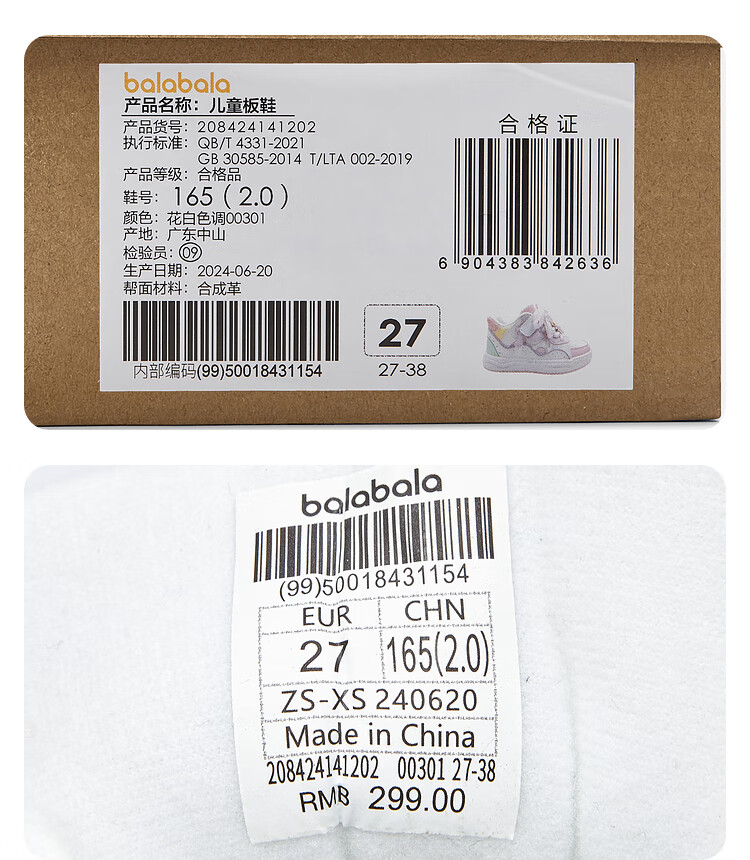 balabala
产品名称：儿童板鞋
产品货号：208424141202
执行标准：QB/T 4331-2021
GB 30585-2014 T/LTA 002-2019
产品等级：合格品
鞋号：165（2.0）
颜色：花白色调00301
产地：广东中山
检验员：09
生产日期：2024-06-20
帮面材料：合成革
内部编码(99)50018431154
27
27-38
合格证
6 904383 842636
balabala
(99)50018431154
EUR CHN
27 165(2.0)
ZS-XS 240620
Made in China
208424141202 00301 27-38
RMB 299.00